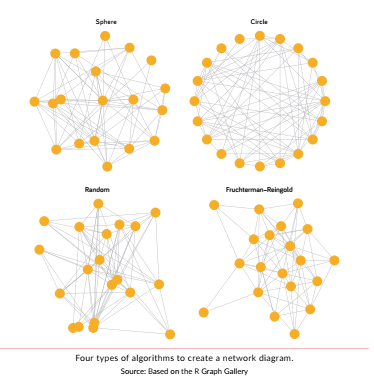 Sphere
Circle
Random
Fruchterman–Reingold
Four types of algorithms to create a network diagram.
Source: Based on the R Graph Gallery